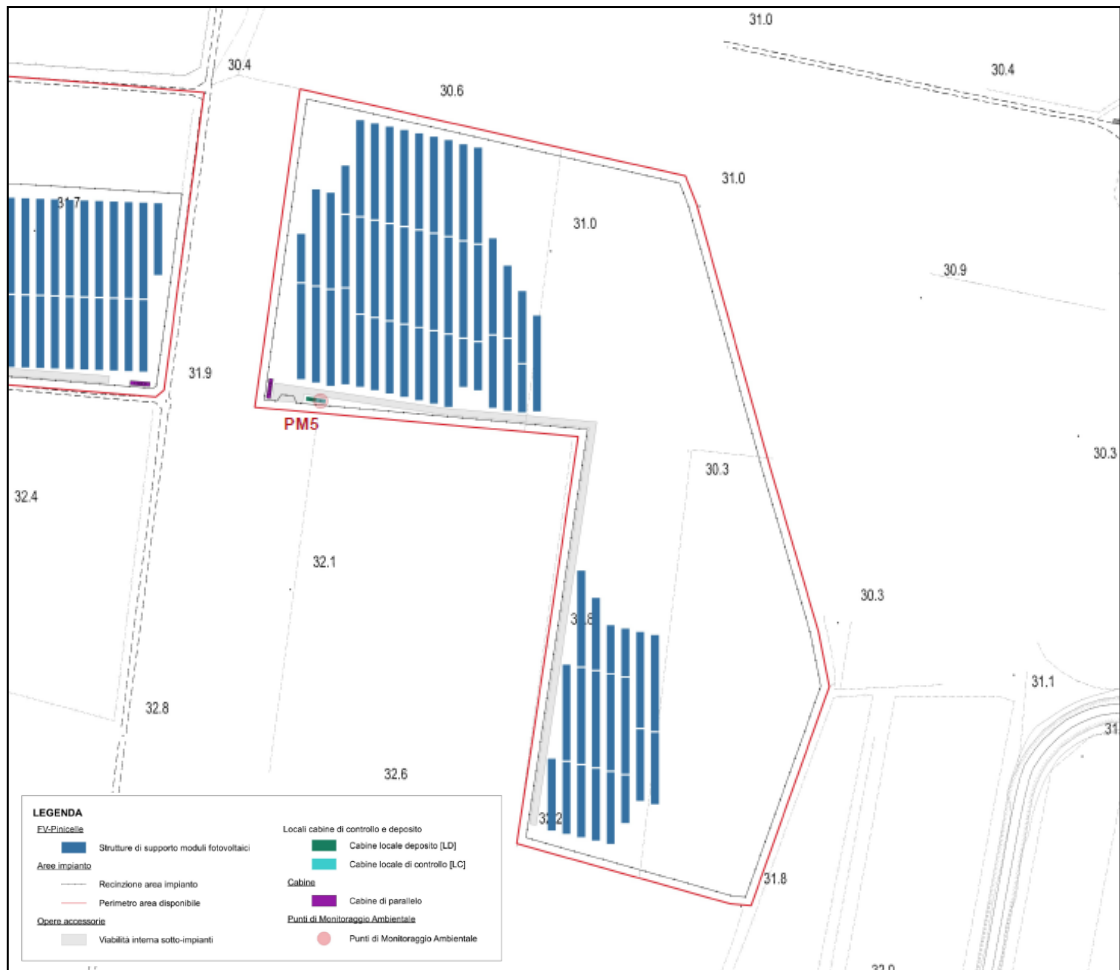 31.0
30.4
30.4
30.6
31.0
31.7
31.0
30.9
31.9
PM5
30.3
30.3
32.4
32.1
30.3
31.1
32.8
32.6
32.2
31.8
LEGENDA
FV-Pinicelle
Strutture di supporto moduli fotovoltaici
Aree impianto
Recinzione area impianto
Perimetro area disponibile
Opere accessorie
Viabilità interna sotto-impianti
Locali cabine di controllo e deposito
Cabine locale deposito [LD]
Cabine locale di controllo [LC]
Cabine
Cabine di parallelo
Punti di Monitoraggio Ambientale
Punti di Monitoraggio Ambientale